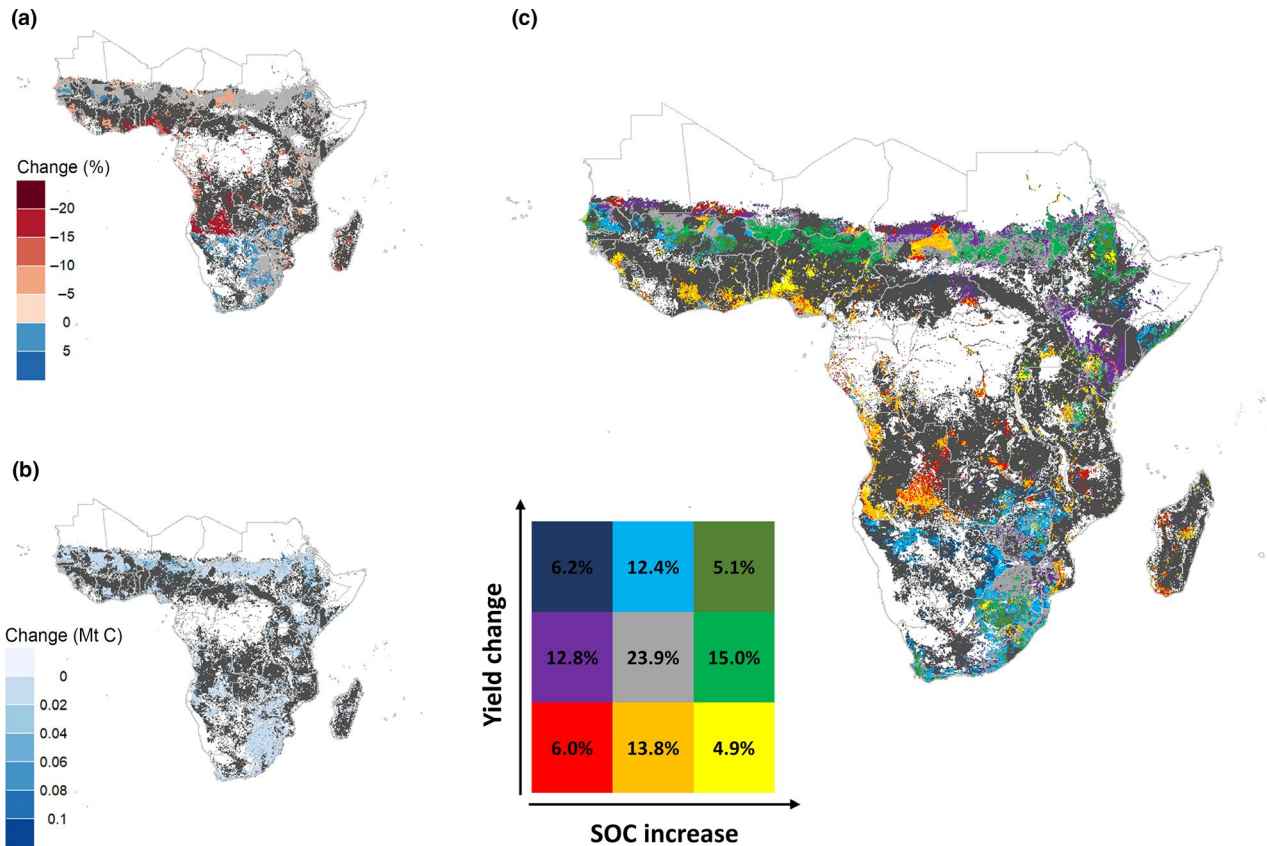 (a)
Change (%)
−20
−15
−10
−5
0
5
(b)
Change (Mt C)
0
0.02
0.04
0.06
0.08
0.1
(c)
Yield change
6.2% 12.4% 5.1%
12.8% 23.9% 15.0%
6.0% 13.8% 4.9%
SOC increase